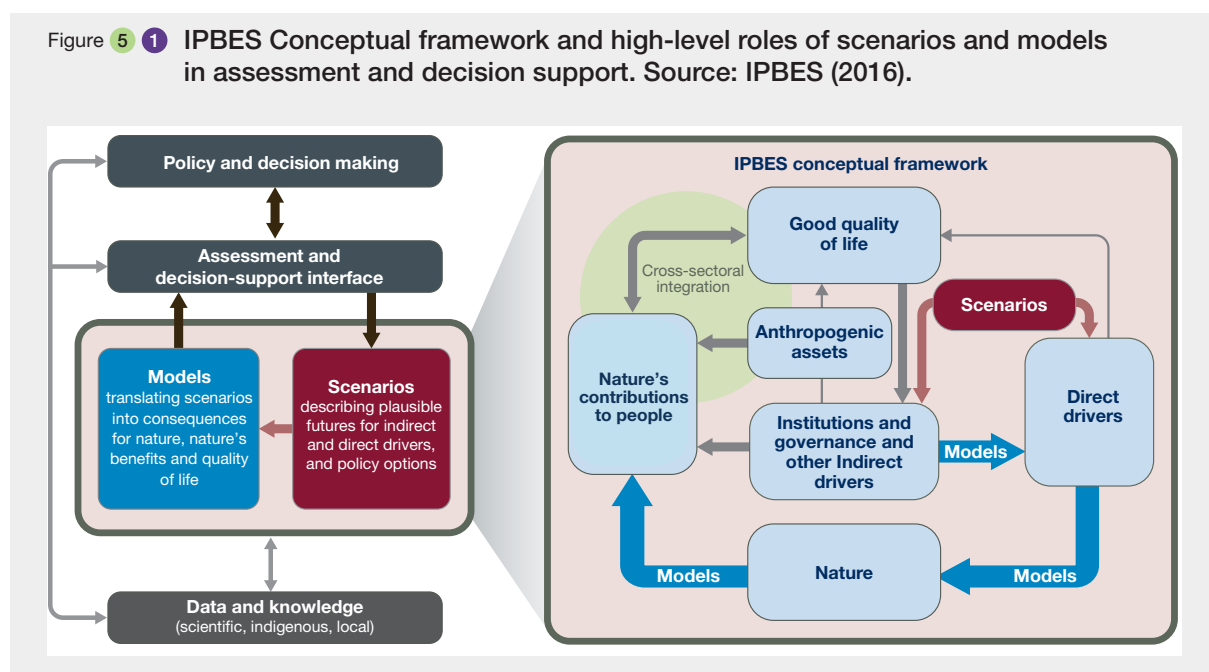 Figure 5 1 IPBES Conceptual framework and high-level roles of scenarios and models
in assessment and decision support. Source: IPBES (2016).
Policy and decision making
Assessment and
decision-support interface
Models
translating scenarios
into consequences
for nature, nature's
benefits and quality
of life
Scenarios
describing plausible
futures for indirect
and direct drivers,
and policy options
Data and knowledge
(scientific, indigenous, local)
IPBES conceptual framework
Good quality
of life
Cross-sectoral
integration
Scenarios
Anthropogenic
assets
Nature's
contributions
to people
Direct
drivers
Institutions and
governance and
other Indirect
drivers
Models
Models
Nature
Models